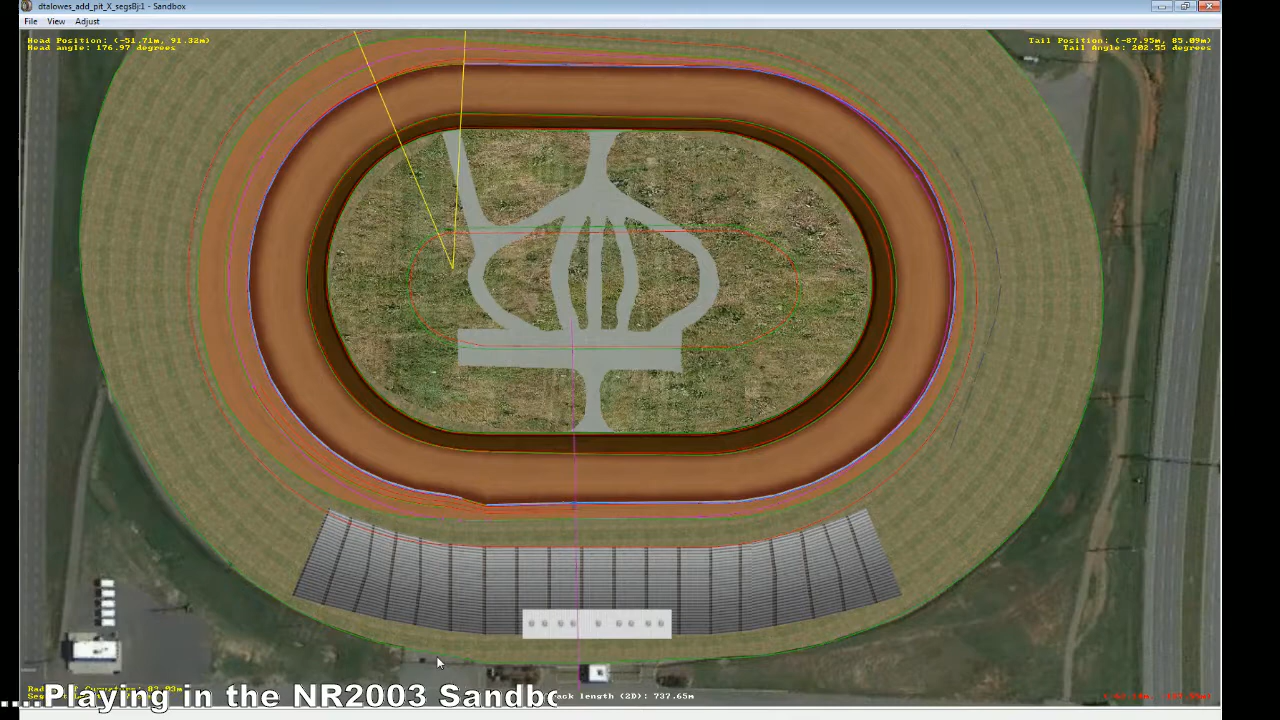 dtalowes_add_pit_X_segsBj:1 - Sandbox
File View Adjust
Head Position: (-51.71m, 91.32m)
Head angle: 176.97 degrees
Tail Position: (-87.95m, 85.09m)
Tail Angle: 202.55 degrees
....Playing in the NR2003 Sandbo
ack length (2D): 737.65m